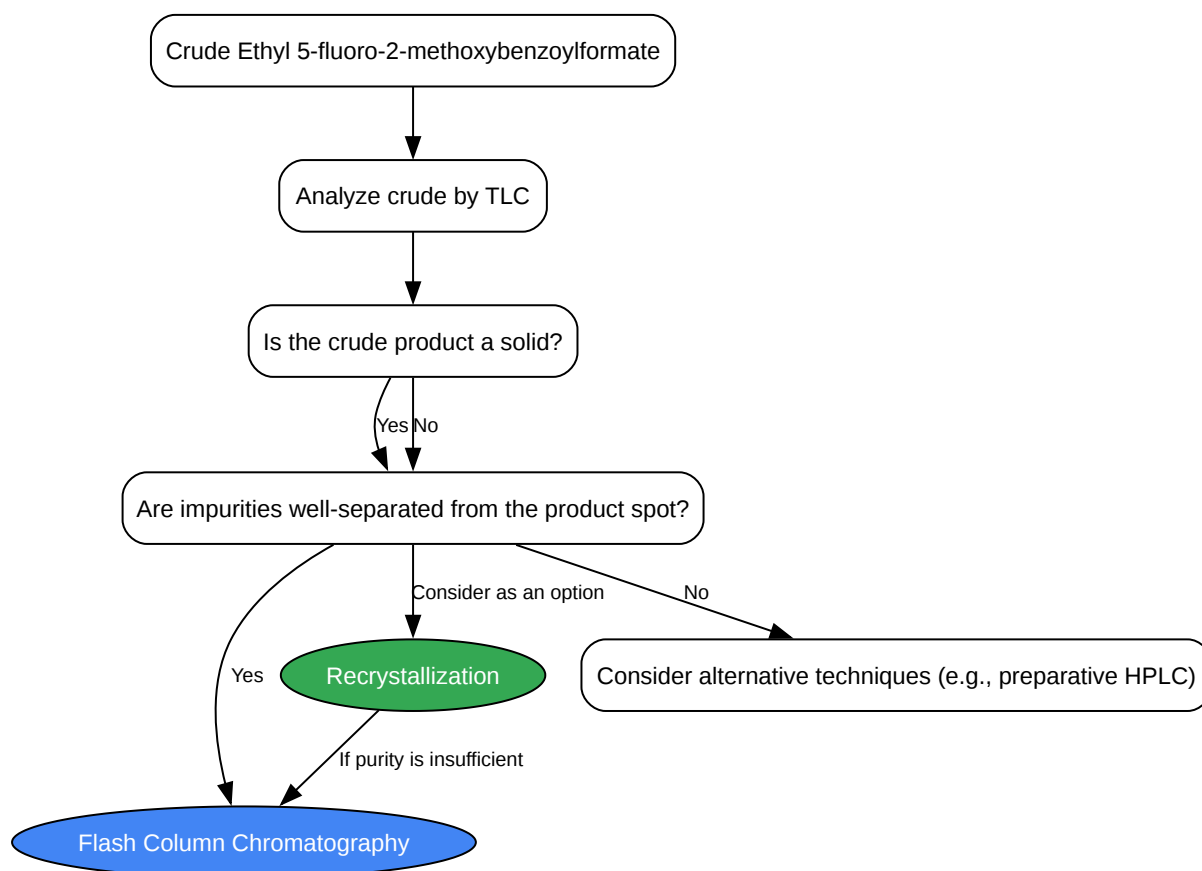 Crude Ethyl 5-fluoro-2-methoxybenzoylformate
Analyze crude by TLC
Is the crude product a solid?
Yes
No
Are impurities well-separated from the product spot?
Consider as an option
No
Yes
Recrystallization
Consider alternative techniques (e.g., preparative HPLC)
If purity is insufficient
Flash Column Chromatography